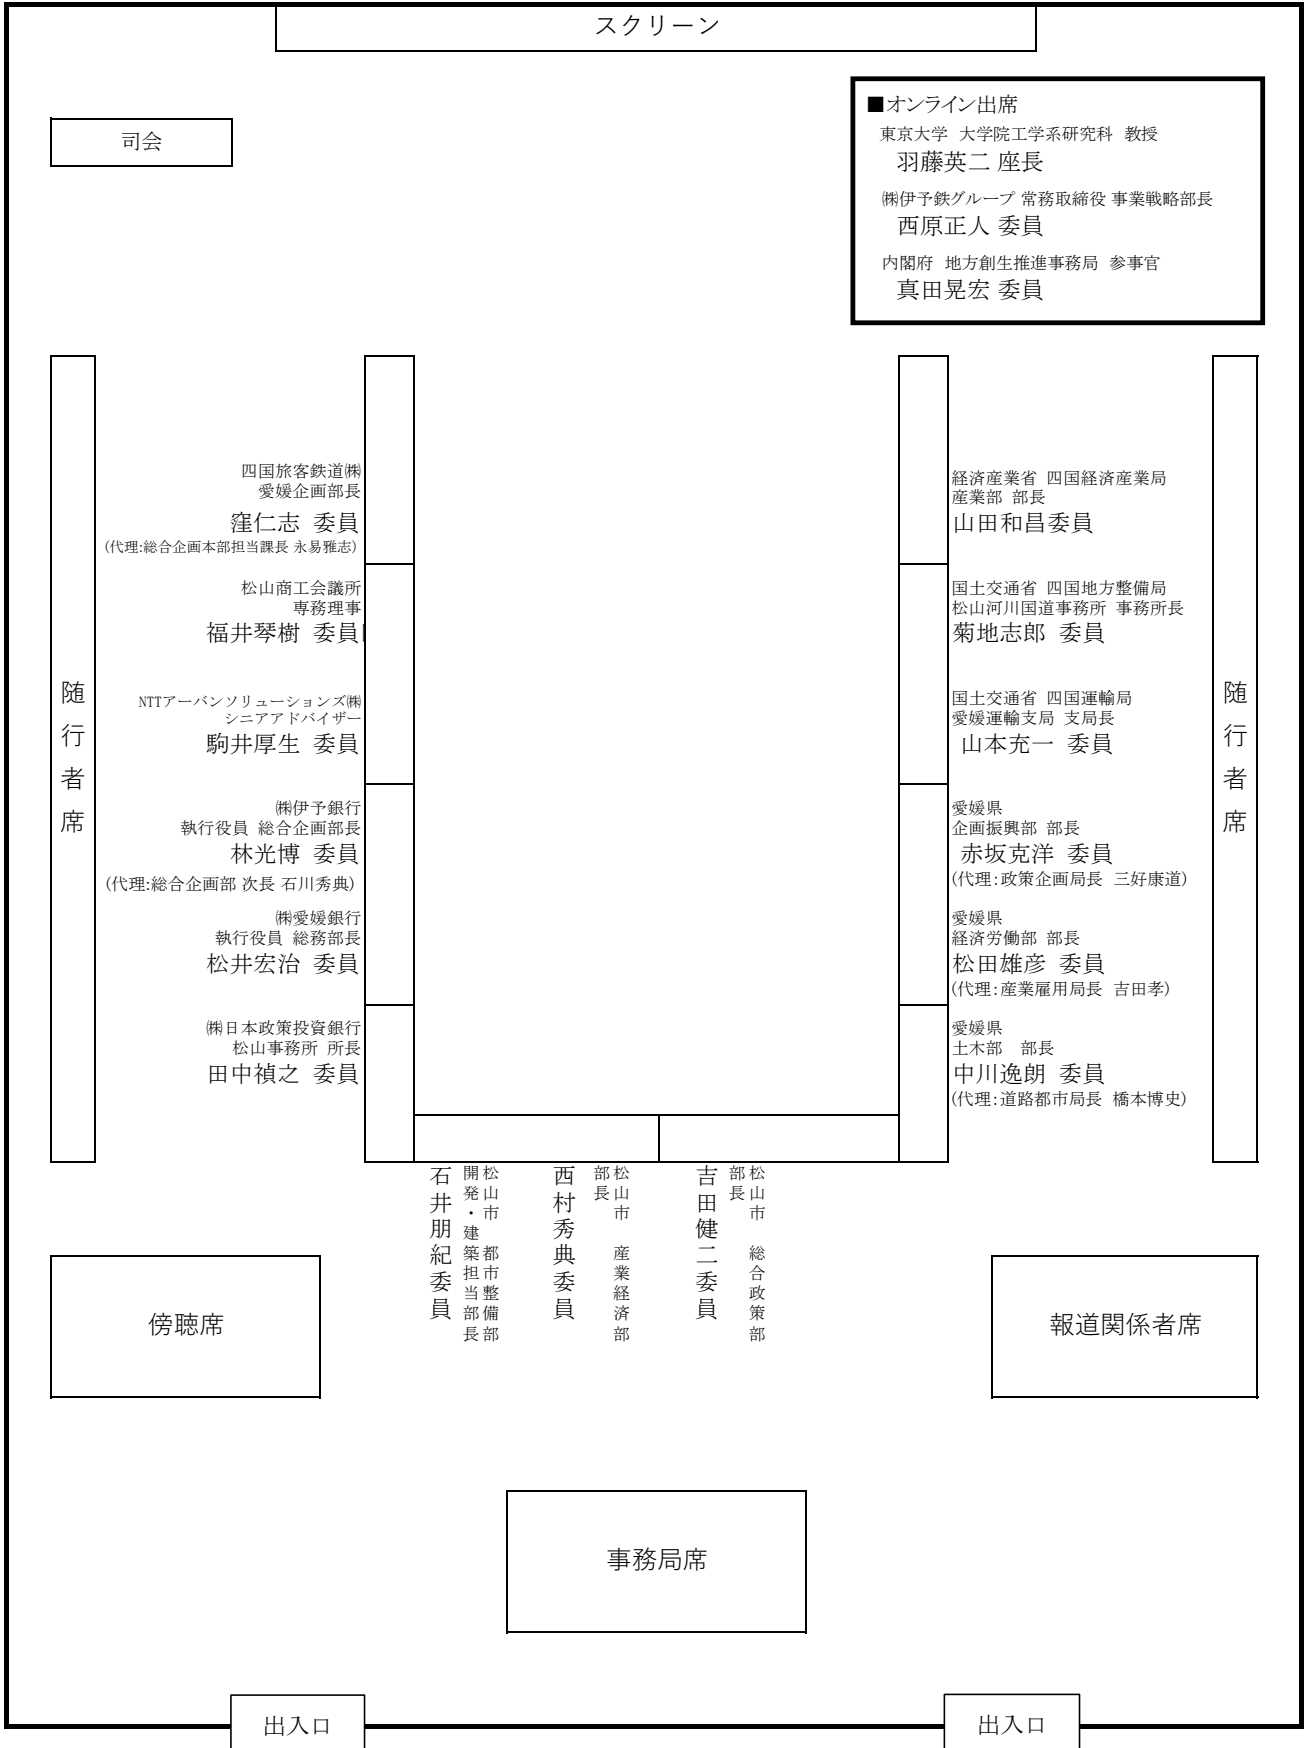 スクリーン
司会
■オンライン出席
東京大学 大学院工学系研究科 教授
羽藤英二 座長
㈱伊予鉄グループ 常務取締役 事業戦略部長
西原正人 委員
内閣府 地方創生推進事務局 参事官
真田晃宏 委員
随行者席
四国旅客鉄道㈱
愛媛企画部長
窪仁志 委員
(代理:総合企画本部担当課長 永易雅志)
松山商工会議所
専務理事
福井琴樹 委員
NTTアーバンソリューションズ㈱
シニアアドバイザー
駒井厚生 委員
㈱伊予銀行
執行役員 総合企画部長
林光博 委員
(代理:総合企画部 次長 石川秀典)
㈱愛媛銀行
執行役員 総務部長
松井宏治 委員
㈱日本政策投資銀行
松山事務所 所長
田中禎之 委員
経済産業省 四国経済産業局
産業部 部長
山田和昌委員
国土交通省 四国地方整備局
松山河川国道事務所 事務所長
菊地志郎 委員
国土交通省 四国運輸局
愛媛運輸支局 支局長
山本充一 委員
愛媛県
企画振興部 部長
赤坂克洋 委員
(代理:政策企画局長 三好康道)
愛媛県
経済労働部 部長
松田雄彦 委員
(代理:産業雇用局長 吉田孝)
愛媛県
土木部 部長
中川逸朗 委員
(代理:道路都市局長 橋本博史)
随行者席
松山市 都市整備部
開発・建築担当部長
石井朋紀委員
松山市 産業経済部
部長
西村秀典委員
松山市 総合政策部
部長
吉田健二委員
傍聴席
報道関係者席
事務局席
出入口
出入口